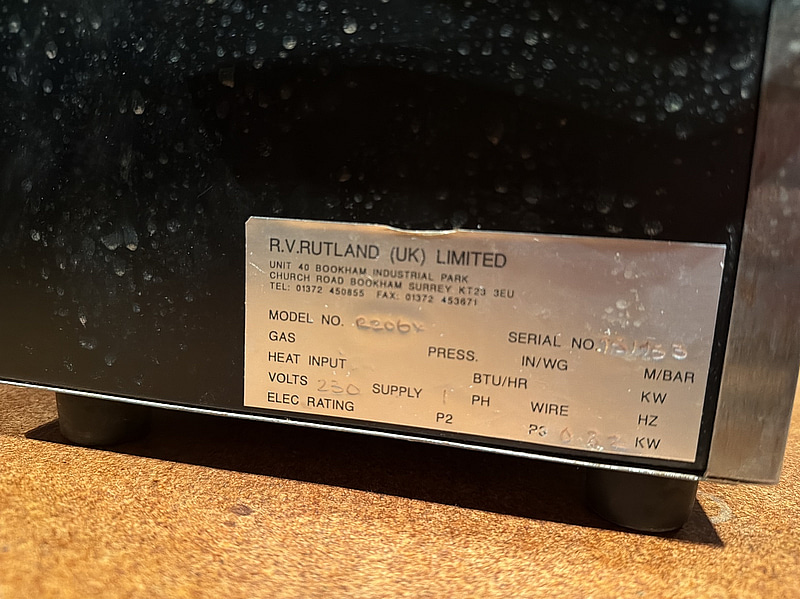 R.V.RUTLAND (UK) LIMITED
UNIT 40 BOOKHAM INDUSTRIAL PARK
CHURCH ROAD BOOKHAM SURREY KT23 3EU
TEL: 01372 450855 FAX: 01372 453671
MODEL NO. SERIAL NO.
GAS PRESS. IN/WG M/BAR
HEAT INPUT BTU/HR KW
VOLTS 230 SUPPLY 1 PH WIRE HZ
ELEC RATING P2 P3 KW